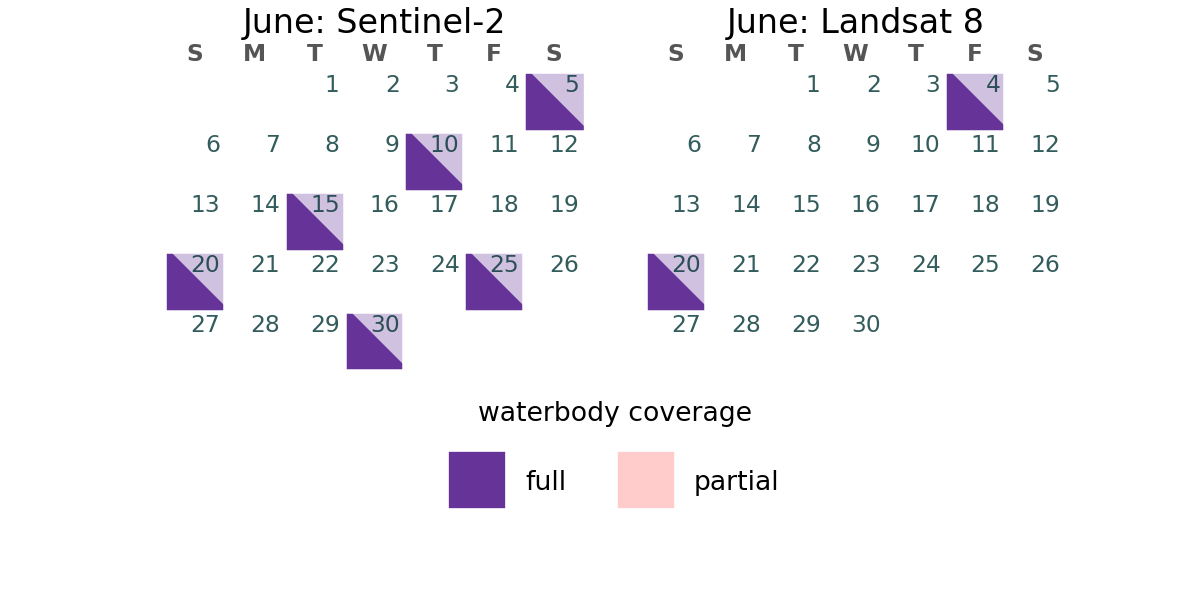 June: Sentinel-2
S M T W T F S
1 2 3 4 5
6 7 8 9 10 11 12
13 14 15 16 17 18 19
20 21 22 23 24 25 26
27 28 29 30
June: Landsat 8
S M T W T F S
1 2 3 4 5
6 7 8 9 10 11 12
13 14 15 16 17 18 19
20 21 22 23 24 25 26
27 28 29 30
waterbody coverage
full partial